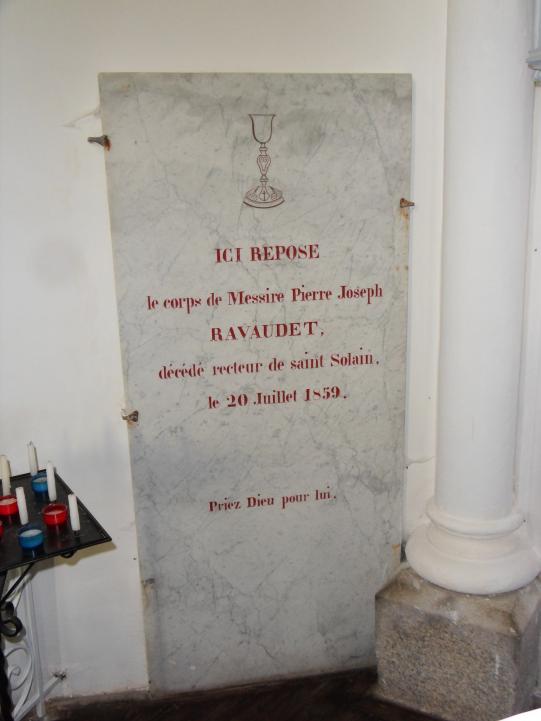 ICI REPOSE
le corps de Messire Pierre Joseph
RAVAUDET,
décédé recteur de saint Solain,
le 20 Juillet 1859.
Priez Dieu pour lui.